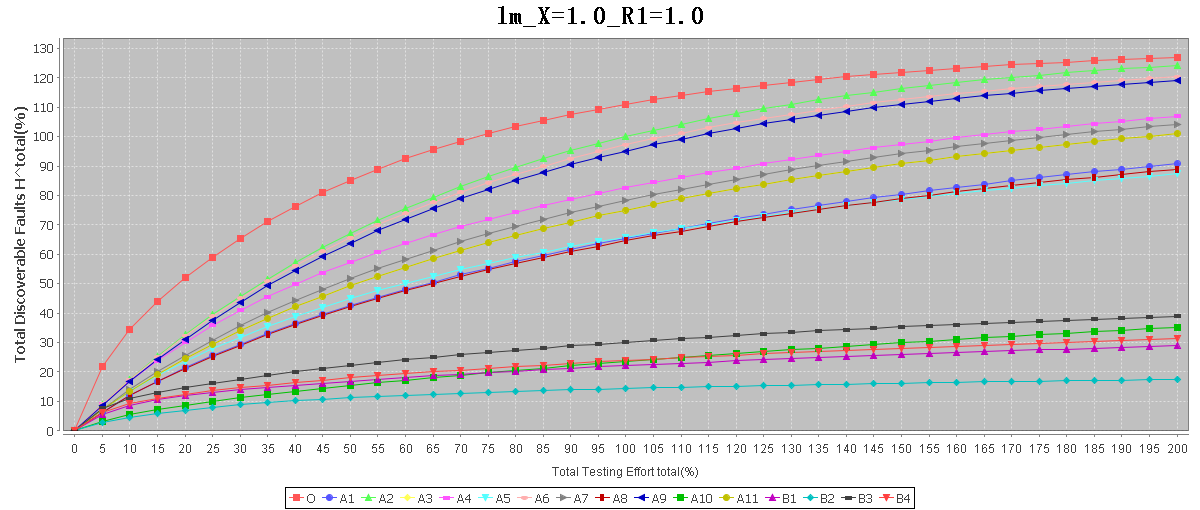 lm_X=1.0_R1=1.0
Total Discoverable Faults H^total(%)
130
120
110
100
90
80
70
60
50
40
30
20
10
0
0 5 10 15 20 25 30 35 40 45 50 55 60 65 70 75 80 85 90 95 100 105 110 115 120 125 130 135 140 145 150 155 160 165 170 175 180 185 190 195 200
Total Testing Effort total(%)
O A1 A2 A3 A4 A5 A6 A7 A8 A9 A10 A11 B1 B2 B3 B4